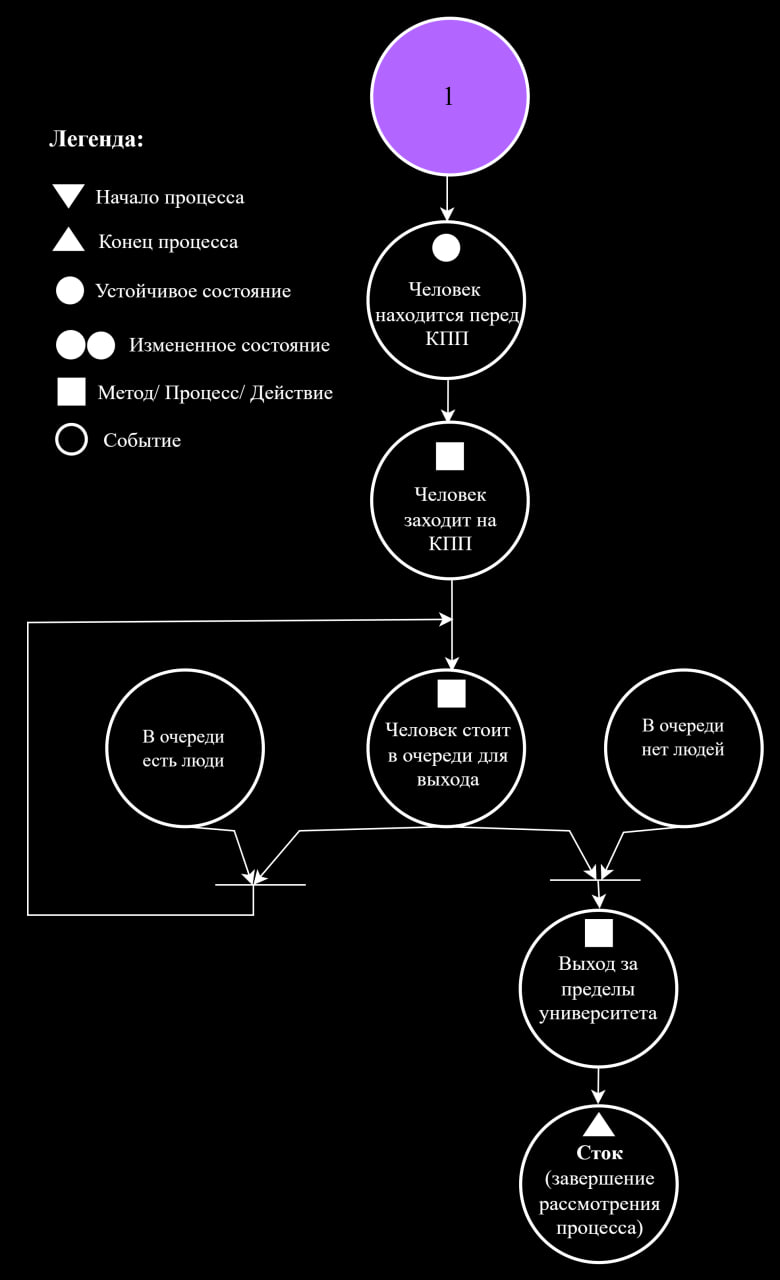 1
Легенда:
Начало процесса
Конец процесса
Устойчивое состояние
Измененное состояние
Метод/ Процесс/ Действие
Событие
Человек
находится перед
КПП
Человек
заходит на
КПП
В очереди
есть люди
Человек стоит
в очереди для
выхода
В очереди
нет людей
Выход за
пределы
университета
Сток
(завершение
рассмотрения
процесса)